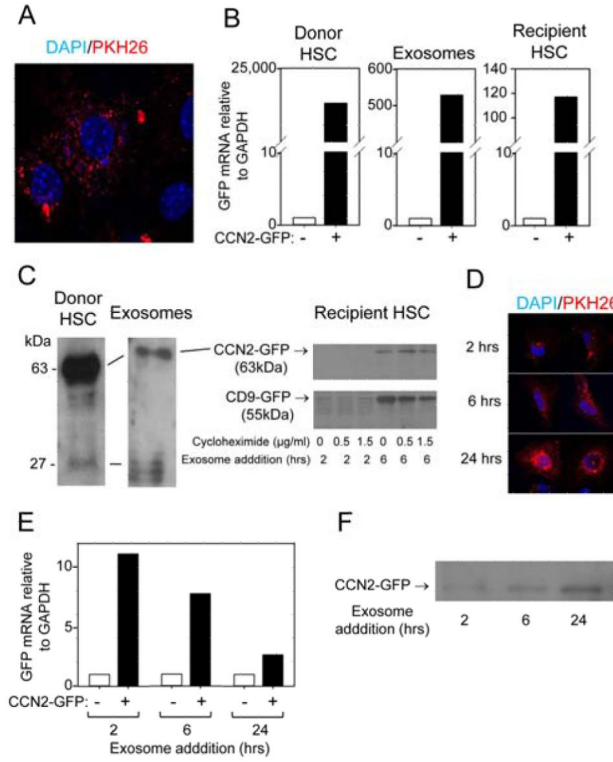 A
DAPI/PKH26
B
Donor
HSC
Exosomes
Recipient
HSC
GFP mRNA relative
to GAPDH
25,000
10
0
600
500
10
0
140
120
100
10
0
CCN2-GFP: - + - + - +
C
Donor
HSC
Exosomes
Recipient HSC
kDa
63 -
27 -
CCN2-GFP →
(63kDa)
CD9-GFP →
(55kDa)
Cycloheximide (µg/ml) 0 0.5 1.5 0 0.5 1.5
Exosome adddition (hrs) 2 2 2 6 6 6
D
DAPI/PKH26
2 hrs
6 hrs
24 hrs
E
GFP mRNA relative
to GAPDH
10
5
0
CCN2-GFP: - + - + - +
2 6 24
Exosome adddition (hrs)
F
CCN2-GFP →
Exosome
adddition (hrs)
2 6 24